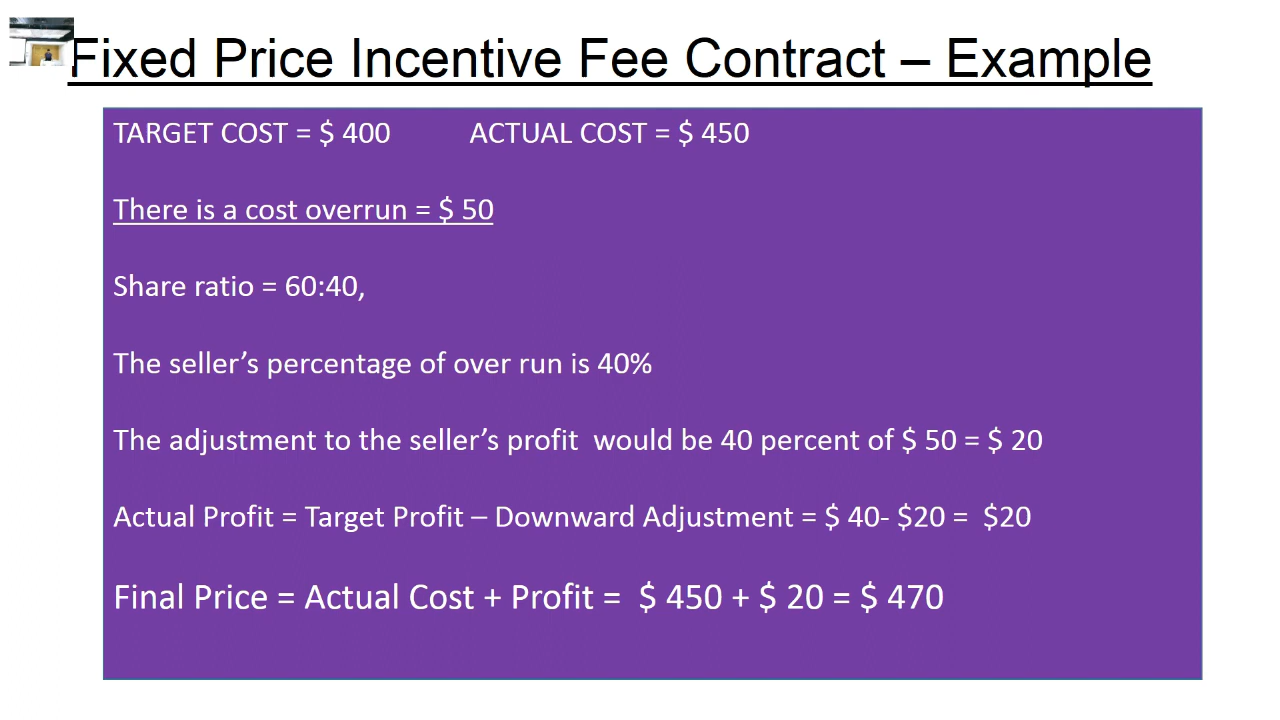 Fixed Price Incentive Fee Contract – Example
TARGET COST = $ 400 ACTUAL COST = $ 450
There is a cost overrun = $ 50
Share ratio = 60:40,
The seller’s percentage of over run is 40%
The adjustment to the seller’s profit would be 40 percent of $ 50 = $ 20
Actual Profit = Target Profit – Downward Adjustment = $ 40- $20 = $20
Final Price = Actual Cost + Profit = $ 450 + $ 20 = $ 470